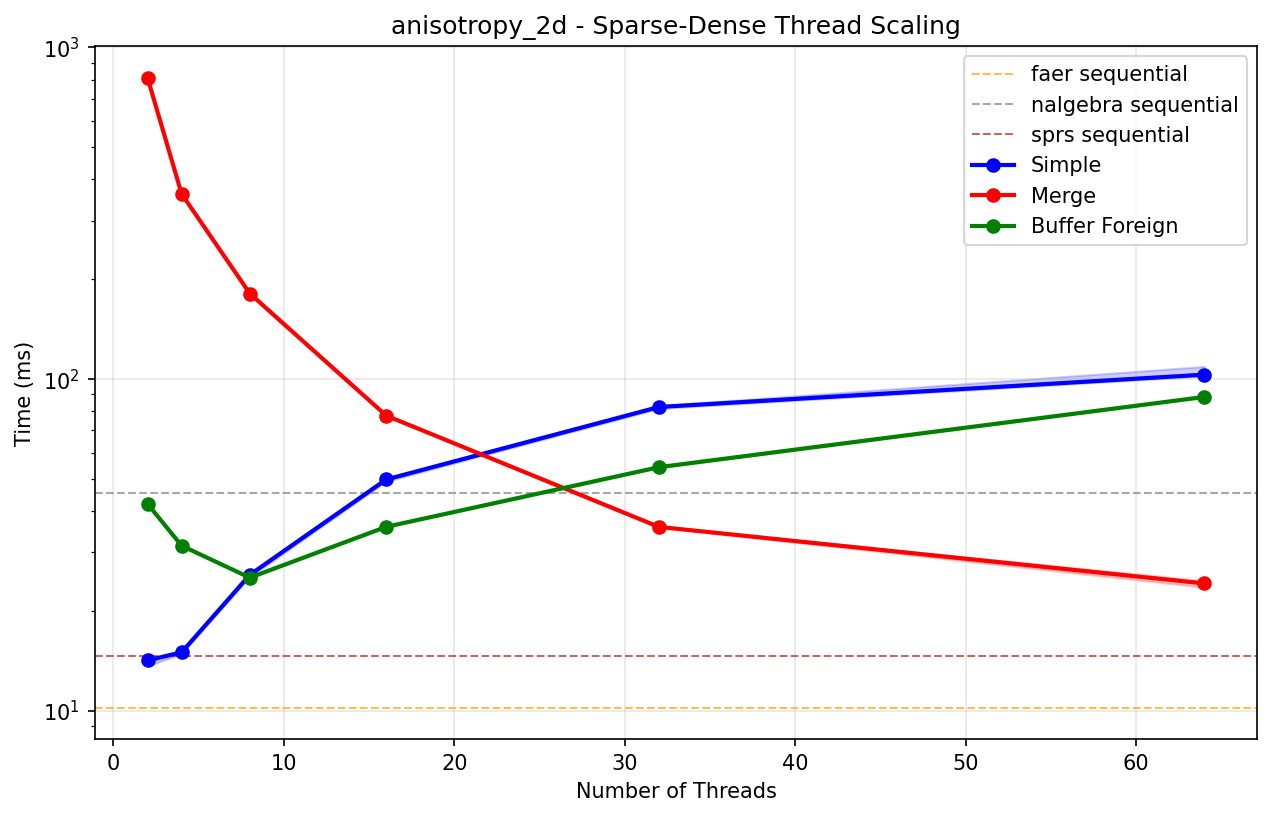 anisotropy_2d - Sparse-Dense Thread Scaling
Time (ms)
10³
10²
10¹
faer sequential
nalgebra sequential
sprs sequential
Simple
Merge
Buffer Foreign
0 10 20 30 40 50 60
Number of Threads